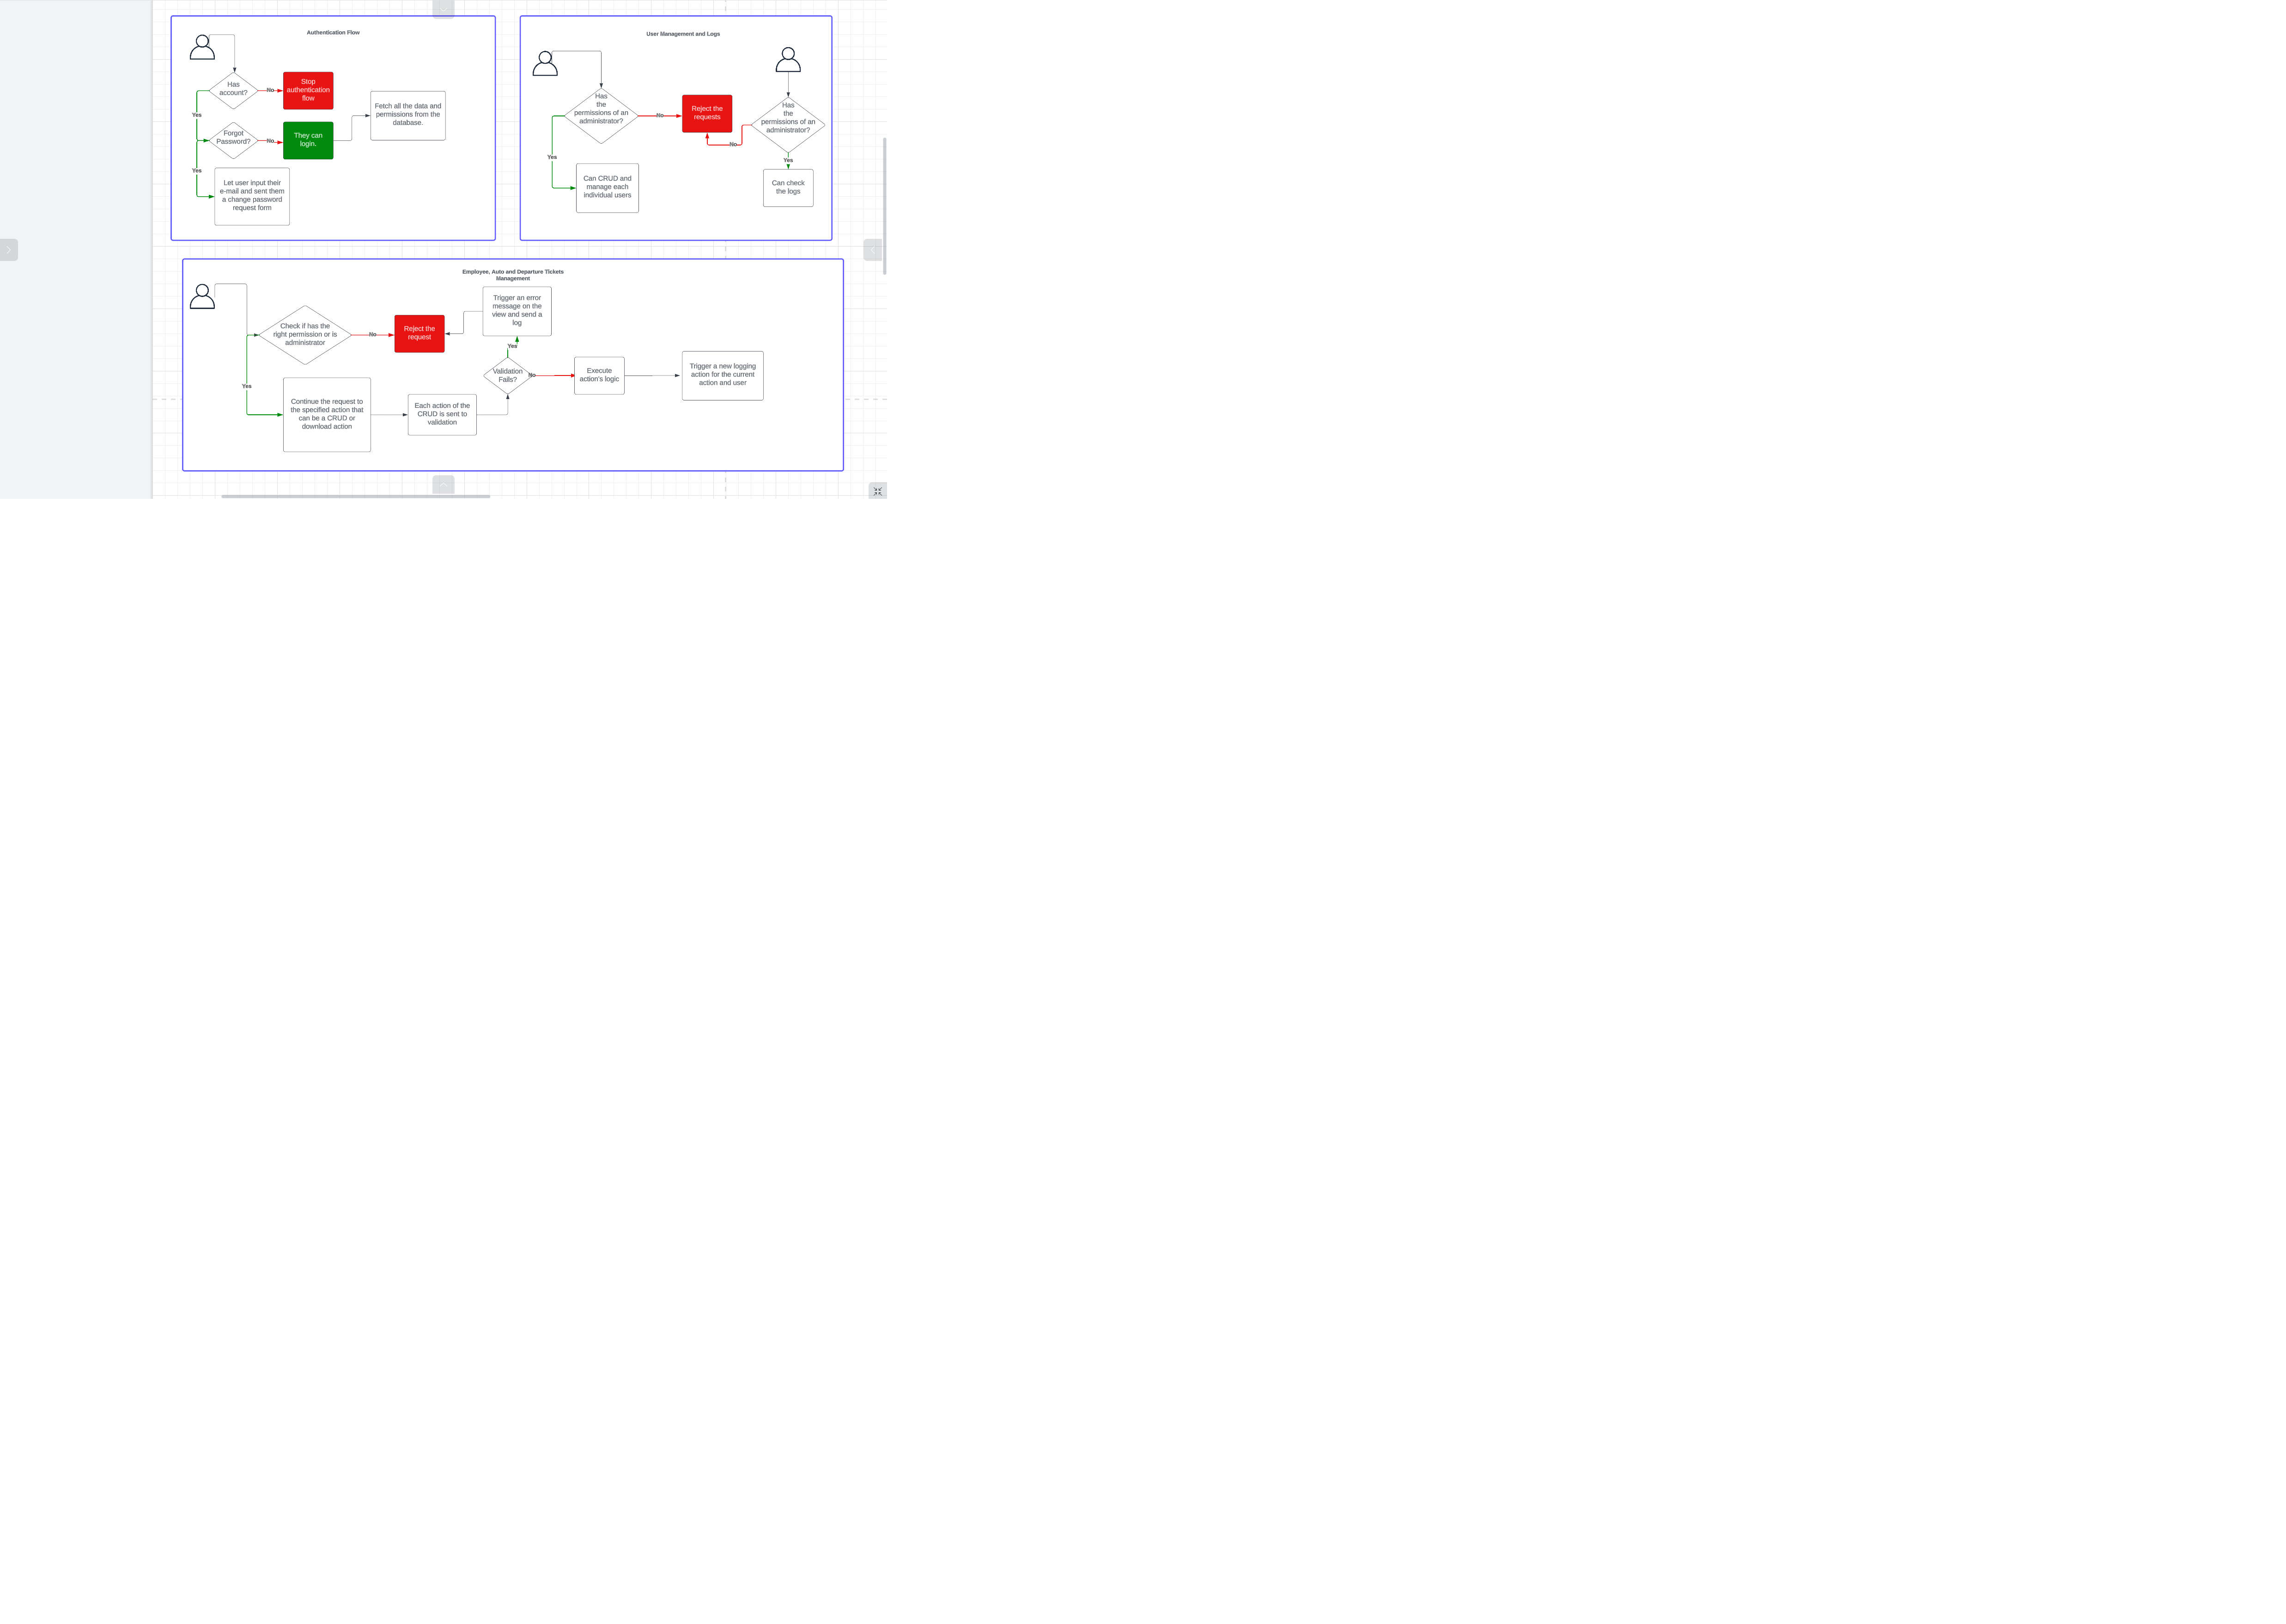 Authentication Flow
Has
account?
No
Stop
authentication
flow
Yes
Forgot
Password?
No
They can
login.
Fetch all the data and
permissions from the
database.
Yes
Let user input their
e-mail and sent them
a change password
request form
User Management and Logs
Has
the
permissions of an
administrator?
No
Reject the
requests
Yes
Can CRUD and
manage each
individual users
Has
the
permissions of an
administrator?
No
Yes
Can check
the logs
Employee, Auto and Departure Tickets
Management
Check if has the
right permission or is
administrator
No
Reject the
request
Trigger an error
message on the
view and send a
log
Yes
Validation
Fails?
No
Execute
action's logic
Trigger a new logging
action for the current
action and user
Yes
Continue the request to
the specified action that
can be a CRUD or
download action
Each action of the
CRUD is sent to
validation